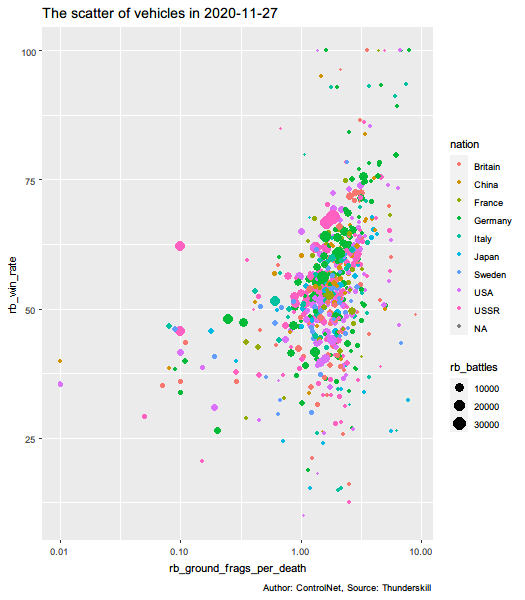 The scatter of vehicles in 2020-11-27
rb_win_rate
100
75
50
25
0.01
0.10
1.00
10.00
rb_ground_frags_per_death
nation
Britain
China
France
Germany
Italy
Japan
Sweden
USA
USSR
NA
rb_battles
10000
20000
30000
Author: ControlNet, Source: Thunderskill